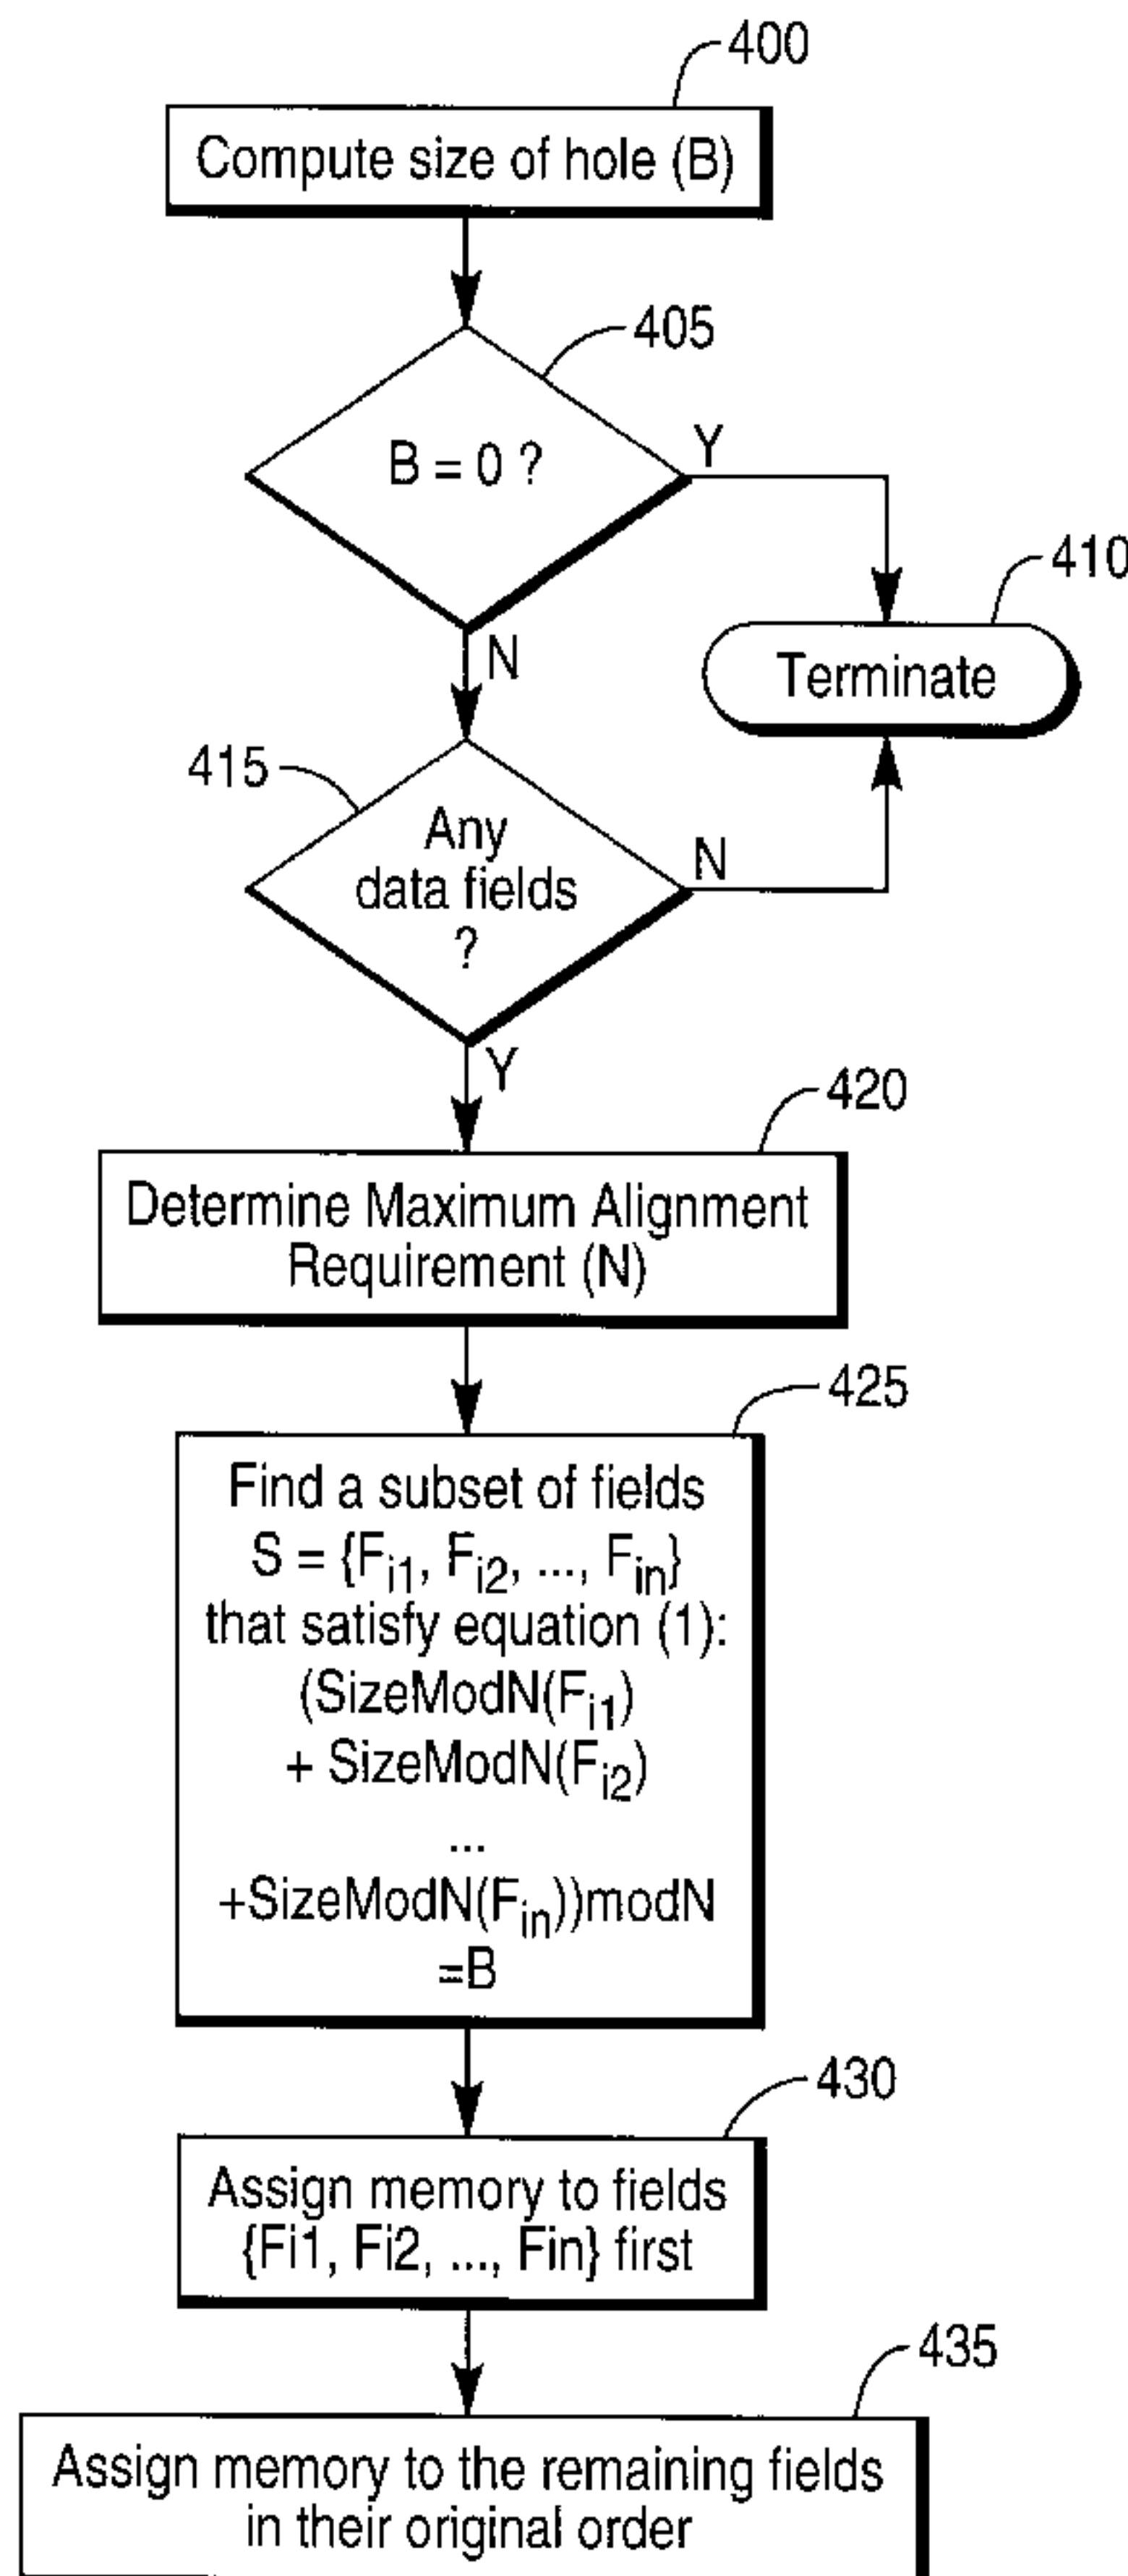 400
Compute size of hole (B)
405
B = 0 ?
Y
410
Terminate
N
415
Any
data fields
?
N
Y
420
Determine Maximum Alignment
Requirement (N)
425
Find a subset of fields
S = {Fi1, Fi2, ..., Fin}
that satisfy equation (1):
(SizeModN(Fi1)
+ SizeModN(Fi2)
...
+SizeModN(Fin))modN
=B
430
Assign memory to fields
{Fi1, Fi2, ..., Fin} first
435
Assign memory to the remaining fields
in their original order